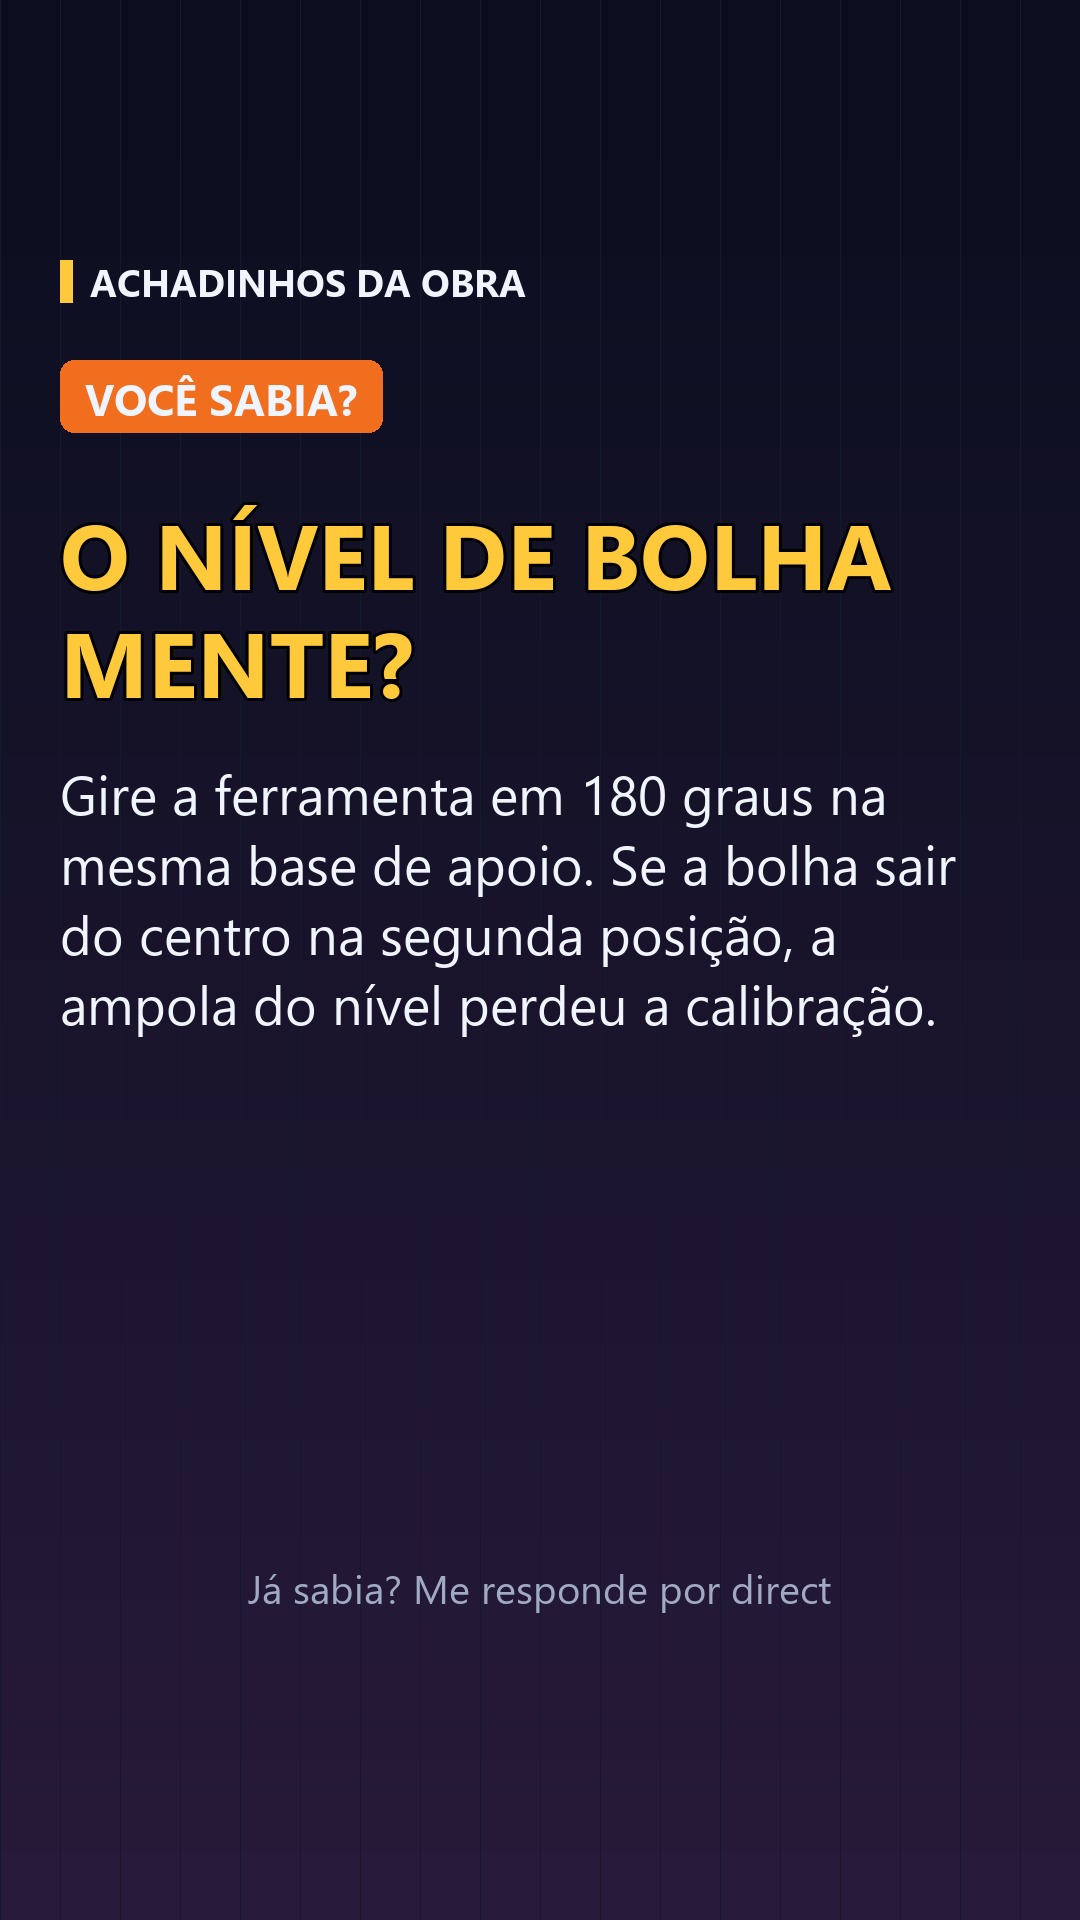 ACHADINHOS DA OBRA
VOCÊ SABIA?
O NÍVEL DE BOLHA
MENTE?
Gire a ferramenta em 180 graus na
mesma base de apoio. Se a bolha sair
do centro na segunda posição, a
ampola do nível perdeu a calibração.
Já sabia? Me responde por direct